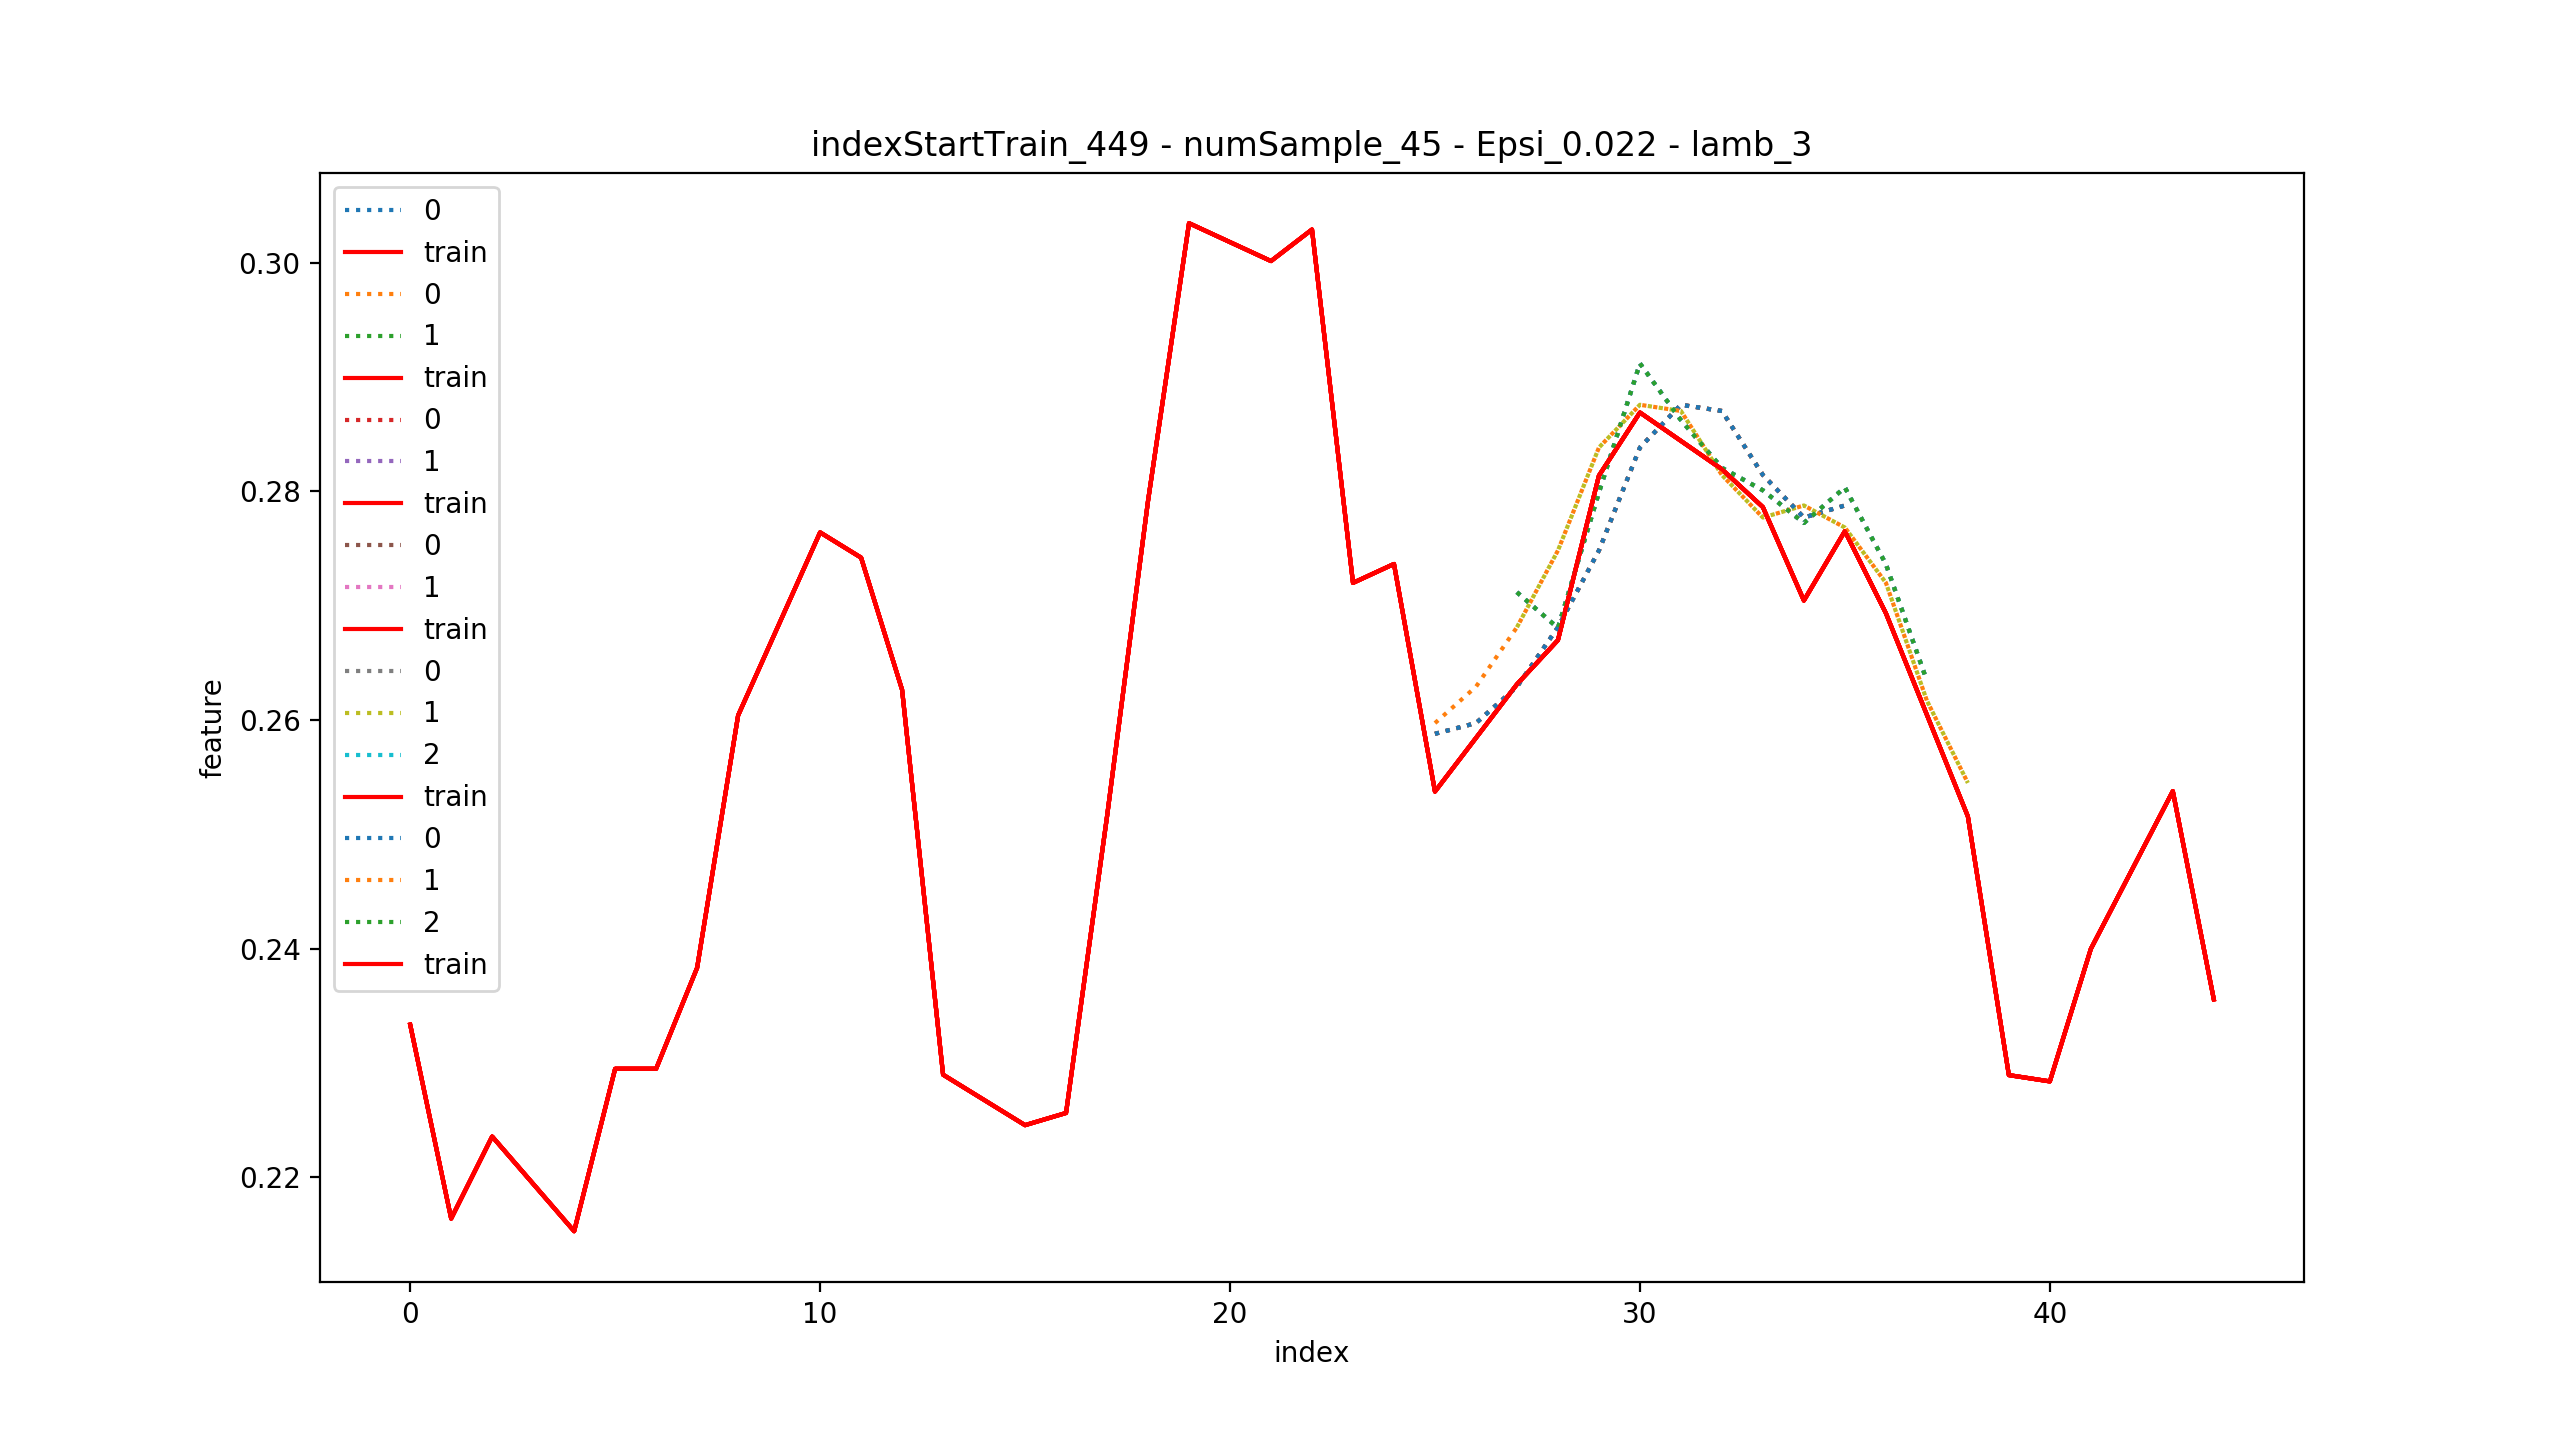 indexStartTrain_449 - numSample_45 - Epsi_0.022 - lamb_3
0
train
0
1
train
0
1
train
0
1
train
0
1
2
train
0
1
2
train
0.30
0.28
0.26
0.24
0.22
feature
0 10 20 30 40
index